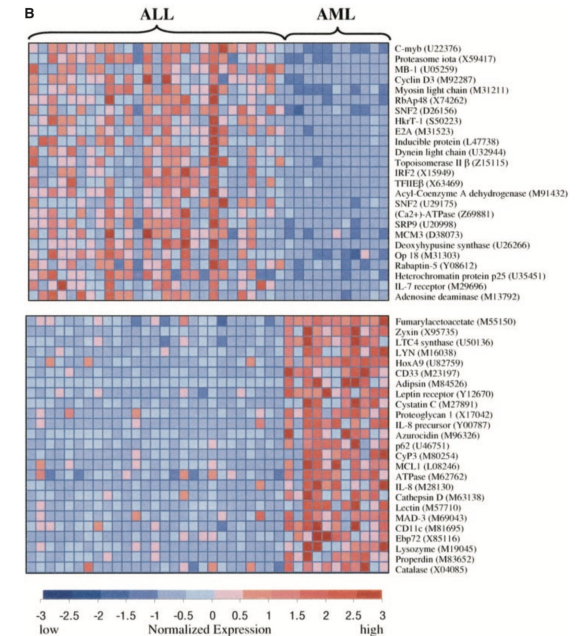 B
ALL AML
C-myb (U22376)
Proteasome iota (X59417)
MB-1 (U05259)
Cyclin D3 (M92287)
Myosin light chain (M31211)
RbAp48 (X74262)
SNF2 (D26156)
HkrT-1 (S50223)
E2A (M31523)
Inducible protein (L47738)
Dynein light chain (U32944)
Topoisomerase II β (Z15115)
IRF2 (X15949)
TFIIEβ (X63469)
Acyl-Coenzyme A dehydrogenase (M91432)
SNF2 (U29175)
(Ca2+)-ATPase (Z69881)
SRP9 (U20998)
MCM3 (D38073)
Deoxyhypusine synthase (U26266)
Op 18 (M31303)
Rabaptin-5 (Y08612)
Heterochromatin protein p25 (U35451)
IL-7 receptor (M29696)
Adenosine deaminase (M13792)
Fumarylacetoacetate (M55150)
Zyxin (X95735)
LTC4 synthase (U50136)
LYN (M16038)
HoxA9 (U82759)
CD33 (M23197)
Adipsin (M84526)
Leptin receptor (Y12670)
Cystatin C (M27891)
Proteoglycan 1 (X17042)
IL-8 precursor (Y00787)
Azurocidin (M96326)
p62 (U46751)
CyP3 (M80254)
MCL1 (L08246)
ATPase (M62762)
IL-8 (M28130)
Cathepsin D (M63138)
Lectin (M57710)
MAD-3 (M69043)
CD11c (M81695)
Ebp72 (X85116)
Lysozyme (M19045)
Properdin (M83652)
Catalase (X04085)
-3 -2.5 -2 -1.5 -1 -0.5 0 0.5 1 1.5 2 2.5 3
low Normalized Expression high